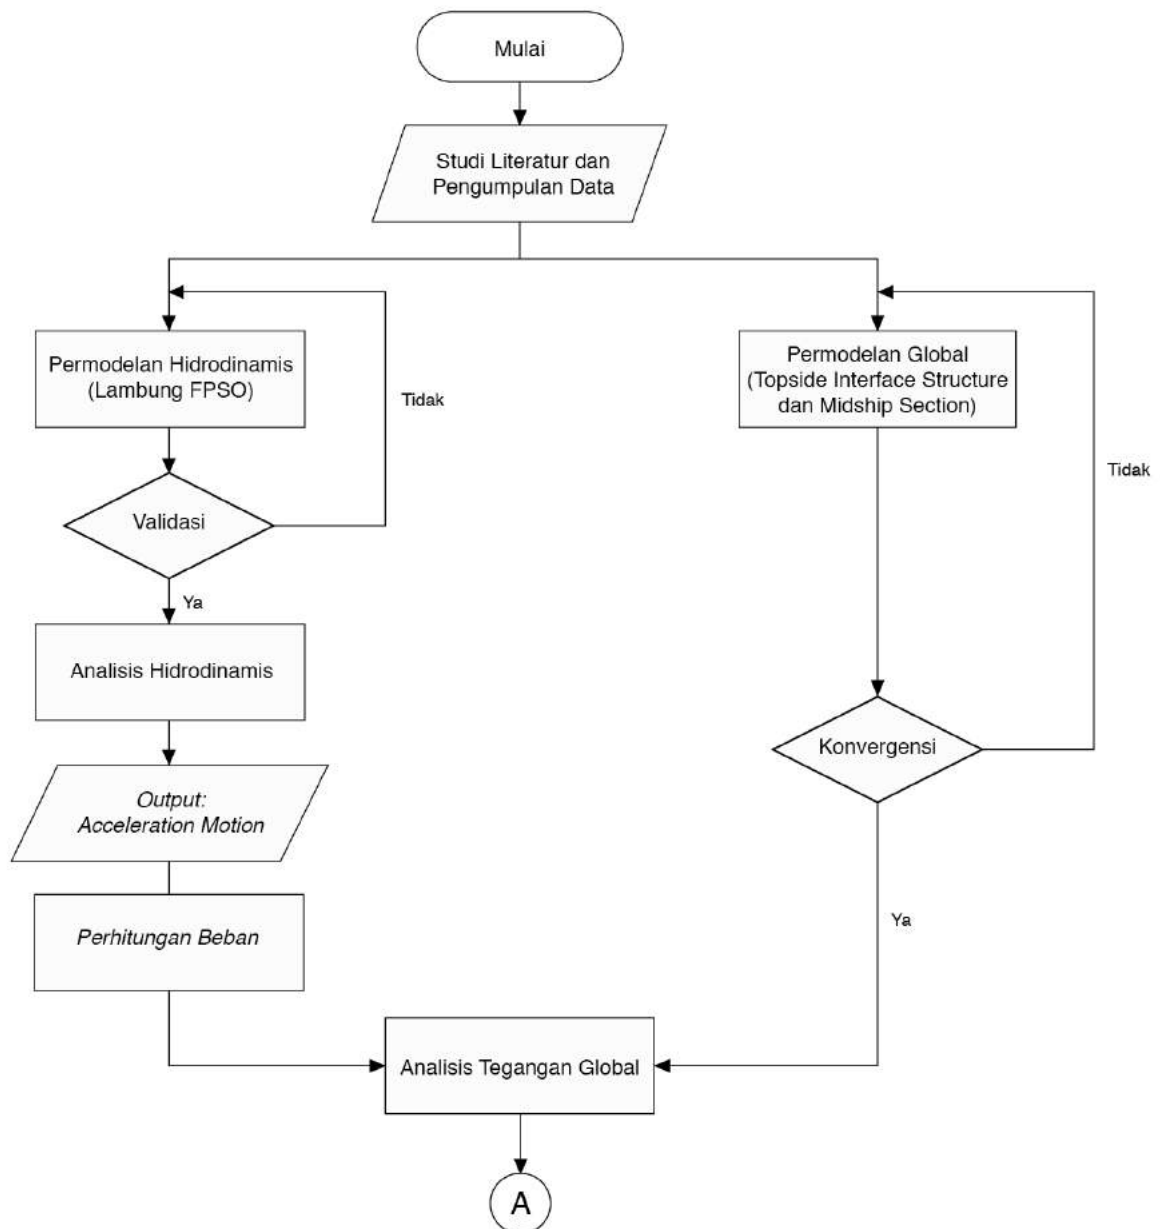 Mulai
Studi Literatur dan
Pengumpulan Data
Permodelan Hidrodinamis
(Lambung FPSO)
Tidak
Validasi
Ya
Analisis Hidrodinamis
Output:
Acceleration Motion
Perhitungan Beban
Permodelan Global
(Topside Interface Structure
dan Midship Section)
Tidak
Konvergensi
Ya
Analisis Tegangan Global
A